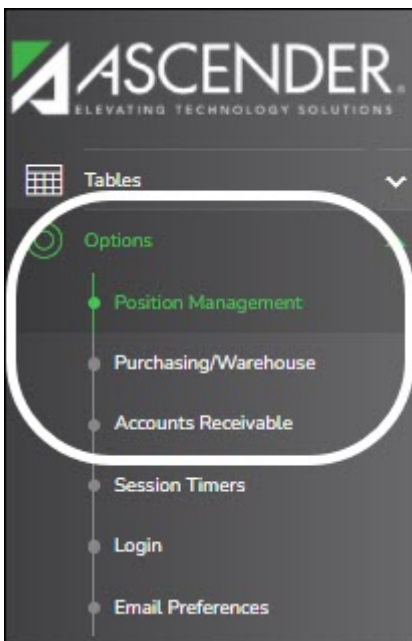 ASCENDER
ELEVATING TECHNOLOGY SOLUTIONS
Tables
Options
Position Management
Purchasing/Warehouse
Accounts Receivable
Session Timers
Login
Email Preferences